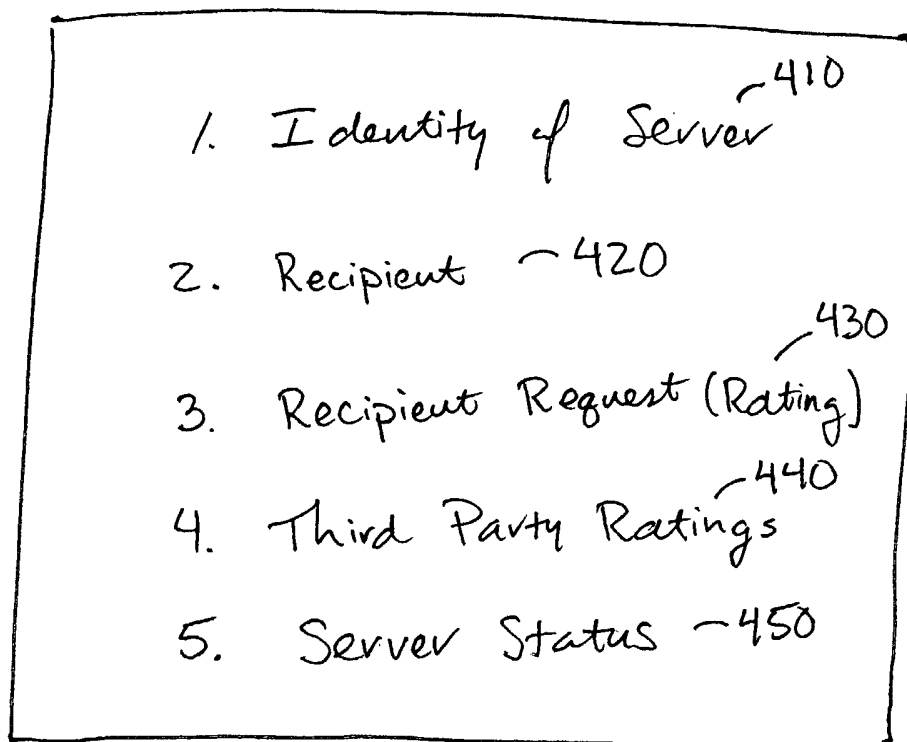 1. Identity of Server 410
2. Recipient 420
3. Recipient Request (Rating) 430
4. Third Party Ratings 440
5. Server Status 450